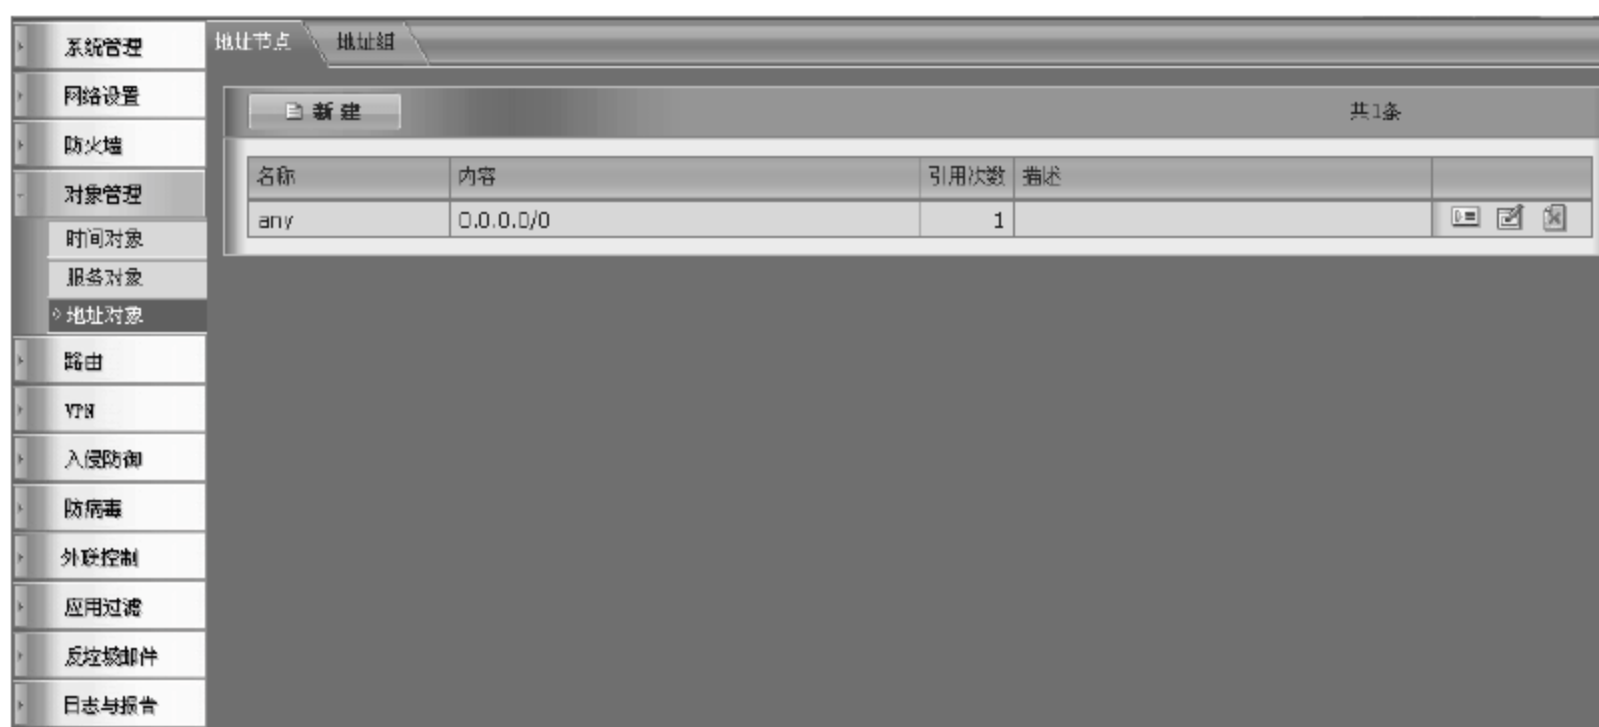 系统管理
网络设置
防火墙
对象管理
时间对象
服务对象
地址对象
路由
VPN
入侵防御
防病毒
外联控制
应用过滤
反垃圾邮件
日志与报告
地址节点 地址组
新建 共1条
名称 内容 引用次数 描述
any 0.0.0.0/0 1